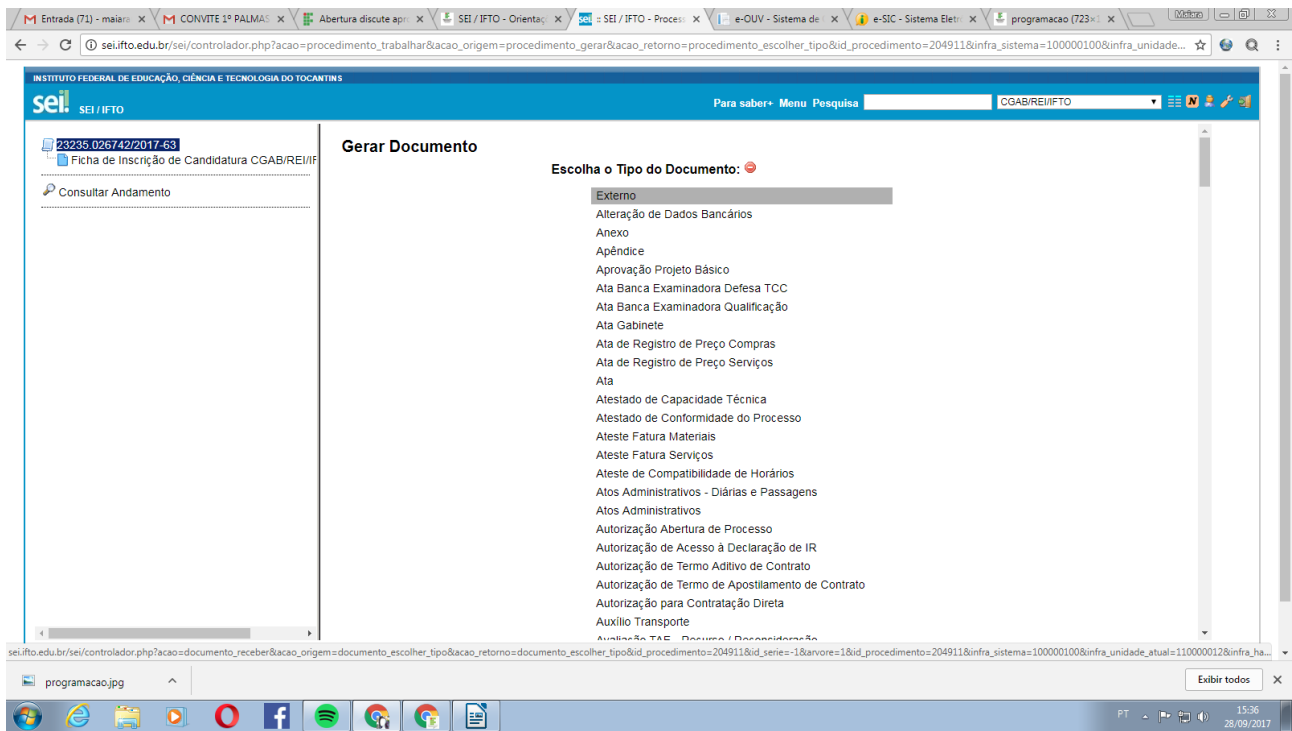 Entrada (71) - maiara
CONVITE 1º PALMAS
Abertura discute apro
SEI / IFTO - Orientaç
sei. :: SEI / IFTO - Process
e-OUV - Sistema de
e-SIC - Sistema Eletr
programacao (723×
Maiara
sei.ifto.edu.br/sei/controlador.php?acao=procedimento_trabalhar&acao_origem=procedimento_gerar&acao_retorno=procedimento_escolher_tipo&id_procedimento=204911&infra_sistema=100000100&infra_unidade...
INSTITUTO FEDERAL DE EDUCAÇÃO, CIÊNCIA E TECNOLOGIA DO TOCANTINS
sei! SEI / IFTO
Para saber+ Menu Pesquisa
CGAB/REI/IFTO
N
23235.026742/2017-63
Ficha de Inscrição de Candidatura CGAB/REI/IF
Consultar Andamento
Gerar Documento
Escolha o Tipo do Documento:
Externo
Alteração de Dados Bancários
Anexo
Apêndice
Aprovação Projeto Básico
Ata Banca Examinadora Defesa TCC
Ata Banca Examinadora Qualificação
Ata Gabinete
Ata de Registro de Preço Compras
Ata de Registro de Preço Serviços
Ata
Atestado de Capacidade Técnica
Atestado de Conformidade do Processo
Ateste Fatura Materiais
Ateste Fatura Serviços
Ateste de Compatibilidade de Horários
Atos Administrativos - Diárias e Passagens
Atos Administrativos
Autorização Abertura de Processo
Autorização de Acesso à Declaração de IR
Autorização de Termo Aditivo de Contrato
Autorização de Termo de Apostilamento de Contrato
Autorização para Contratação Direta
Auxílio Transporte
Avaliação TAE - Recurso / Reconsideração
sei.ifto.edu.br/sei/controlador.php?acao=documento_receber&acao_origem=documento_escolher_tipo&acao_retorno=documento_escolher_tipo&id_procedimento=204911&id_serie=-1&arvore=1&id_procedimento=204911&infra_sistema=100000100&infra_unidade_atual=110000012&infra_ha...
programacao.jpg
Exibir todos
PT
15:36
28/09/2017